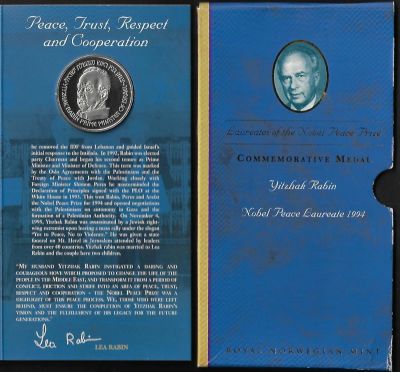 Peace, Trust, Respect
and Cooperation
he removed the IDF from Lebanon and guided Israel's
initial response to the Intifada. In 1992, Rabin was elected
party Chairman and began his second tenure as Prime
Minister and Minister of Defence. This term was marked
by the Oslo Agreements with the Palestinians and the
Treaty of Peace with Jordan. Working closely with
Foreign Minister Shimon Peres he masterminded the
Declaration of Principles signed with the PLO at the
White House in 1993. This won Rabin, Peres and Arafat
the Nobel Peace Prize for 1994 and opened negotiations
with the Palestinians on autonomy in Gaza and the
formation of a Palestinian Authority. On November 4,
1995, Yitzhak Rabin was assassinated by a Jewish right-
wing extremist upon leaving a mass rally under the slogan
"Yes to Peace, No to Violence." He was given a state
funeral on Mt. Herzl in Jerusalem attended by leaders
from over 40 countries. Yitzhak Rabin was married to Lea
Rabin and the couple have two children.
"My husband Yitzhak Rabin instigated a daring and
courageous move which proposed to change the life of the
people in the Middle East, and transform it from a period of
conflict, friction and strife into an area of peace, trust,
respect and cooperation – the Nobel Peace Prize was a
highlight of this peace process. We, those who were left
behind, must ensure the completion of Yitzhak Rabin's
vision and the fulfillment of his legacy for the future
generations."
Lea Rabin
LEA RABIN
Laureates of the Nobel Peace Prize
COMMEMORATIVE MEDAL
Yitzhak Rabin
Nobel Peace Laureate 1994
ROYAL NORWEGIAN MINT